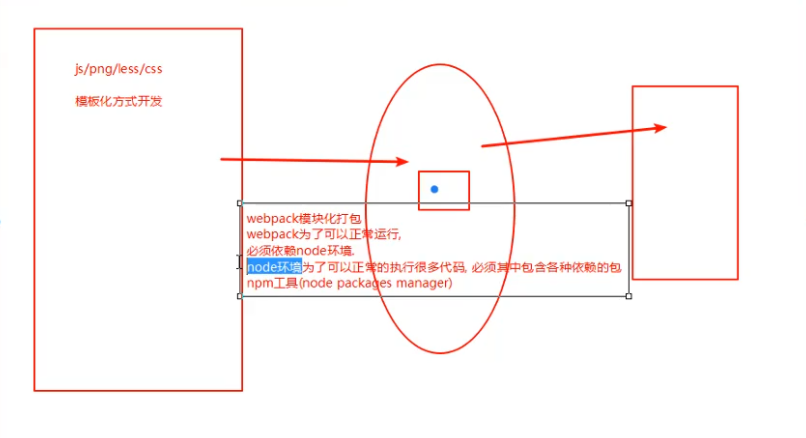 js/png/less/css
模板化方式开发
webpack模块化打包
webpack为了可以正常运行,
必须依赖node环境.
node环境为了可以正常的执行很多代码, 必须其中包含各种依赖的包
npm工具(node packages manager)